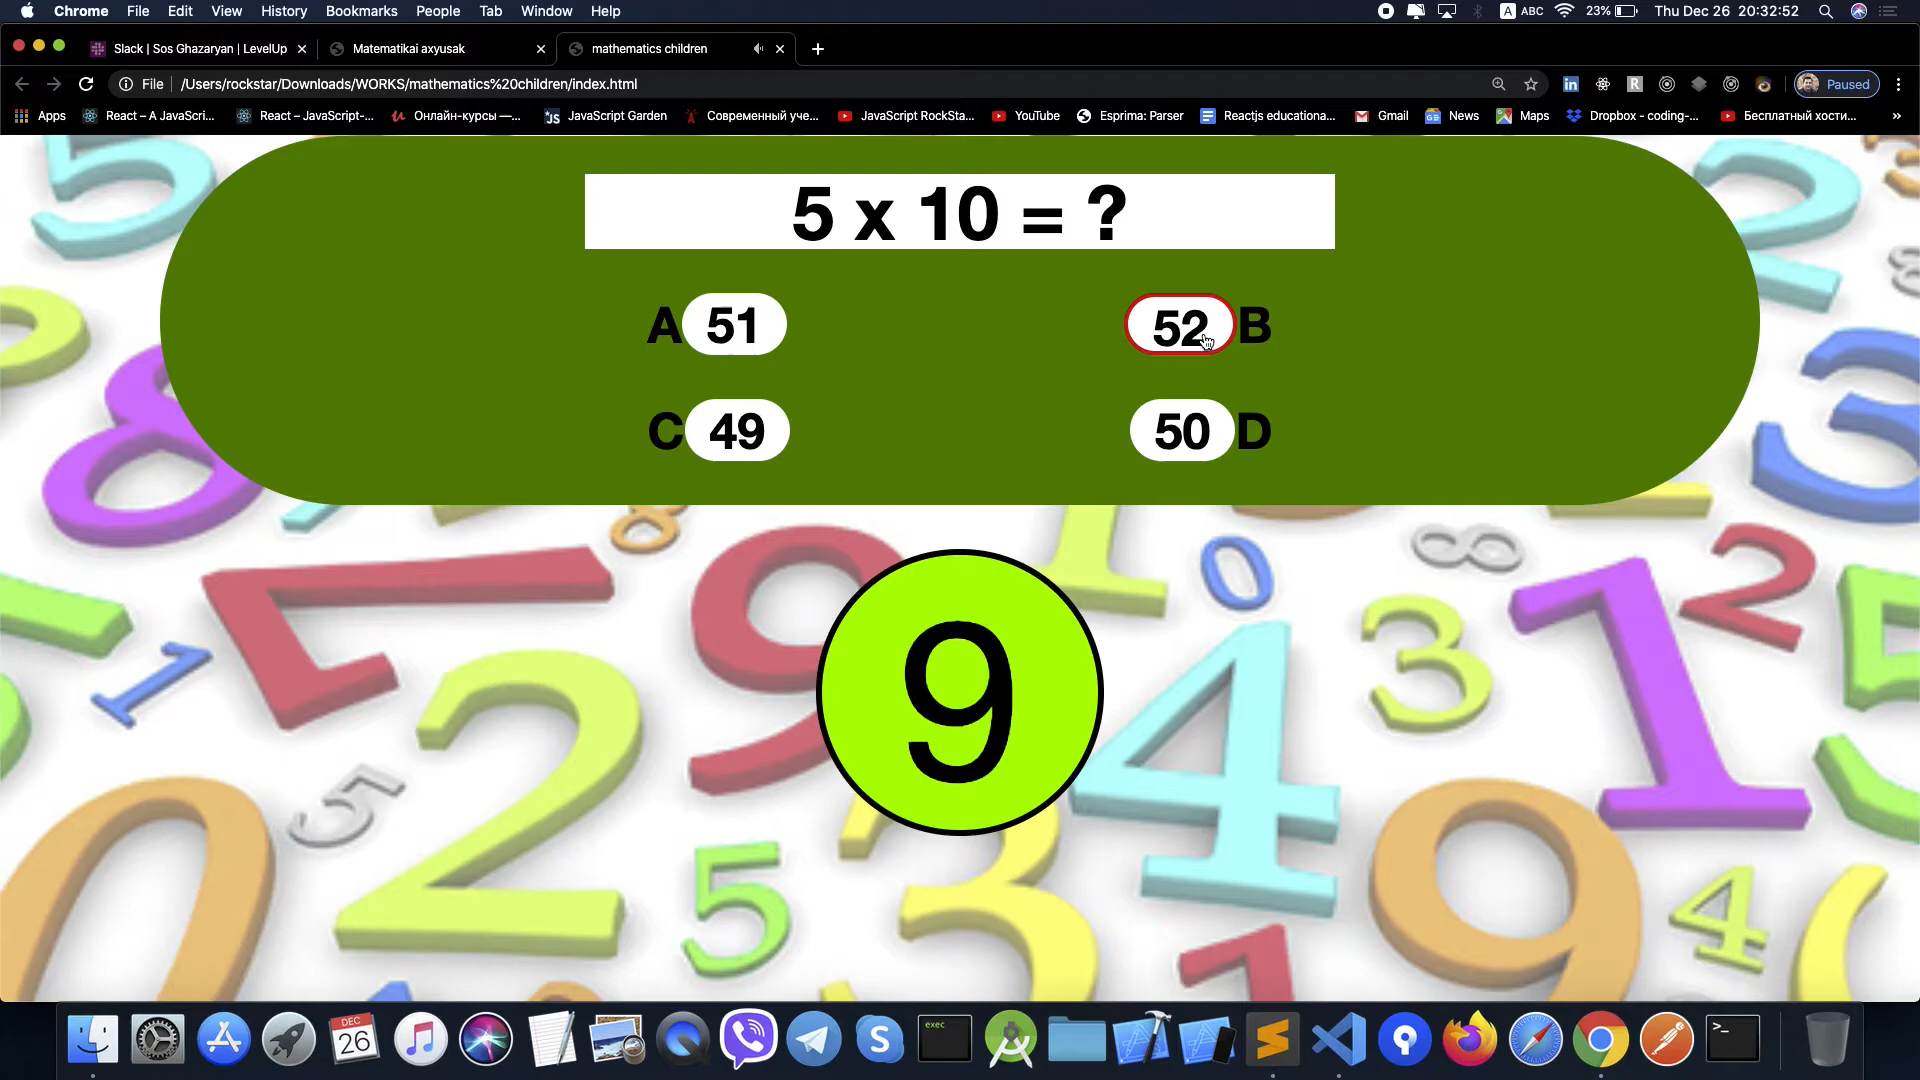 Chrome File Edit View History Bookmarks People Tab Window Help
A ABC 23% Thu Dec 26 20:32:52
Slack | Sos Ghazaryan | LevelUp
Matematikai axyusak
mathematics children
File /Users/rockstar/Downloads/WORKS/mathematics%20children/index.html
Paused
Apps React – A JavaScri... React – JavaScript-... Онлайн-курсы —... JavaScript Garden Современный уче... JavaScript RockSta... YouTube Esprima: Parser Reactjs educationa... Gmail News Maps Dropbox - coding-... Бесплатный хости... »
5 x 10 = ?
A 51
52 B
C 49
50 D
9
DEC
26
exec
>_